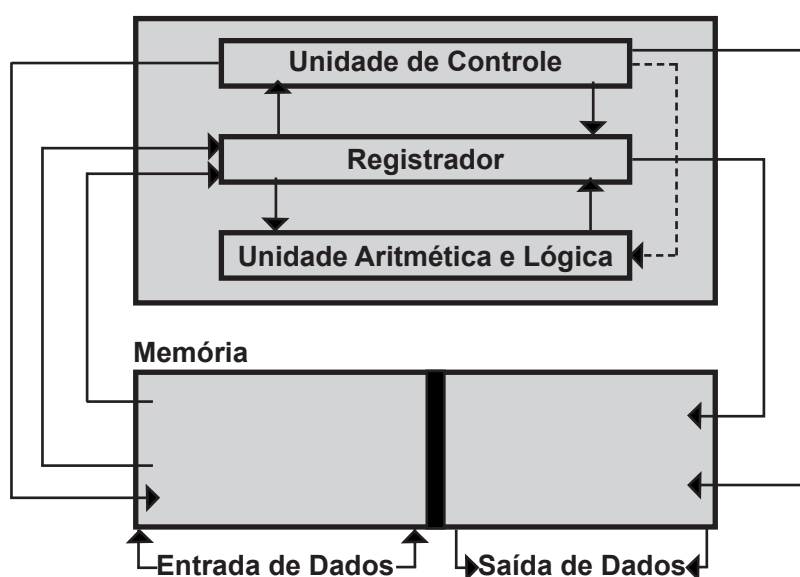 Unidade de Controle
Registrador
Unidade Aritmética e Lógica
Memória
Entrada de Dados
Saída de Dados